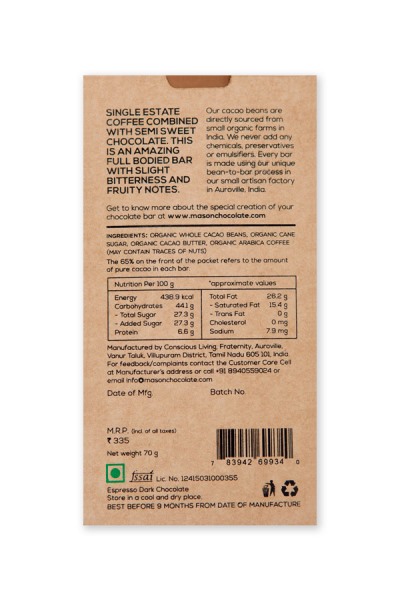 SINGLE ESTATE
COFFEE COMBINED
WITH SEMI SWEET
CHOCOLATE. THIS
IS AN AMAZING
FULL BODIED BAR
WITH SLIGHT
BITTERNESS AND
FRUITY NOTES.
Our cacao beans are
directly sourced from
small organic farms in
India. We never add any
chemicals, preservatives
or emulsifiers. Every bar
is made using our unique
bean-to-bar process in
our small artisan factory
in Auroville, India.
Get to know more about the special creation of your
chocolate bar at www.masonchocolate.com
INGREDIENTS: ORGANIC WHOLE CACAO BEANS, ORGANIC CANE
SUGAR, ORGANIC CACAO BUTTER, ORGANIC ARABICA COFFEE
(MAY CONTAIN TRACES OF NUTS)
The 65% on the front of the packet refers to the amount
of pure cacao in each bar.
Nutrition Per 100 g *approximate values
Energy 438.9 kcal
Carbohydrates 44.1 g
- Total Sugar 27.3 g
- Added Sugar 27.3 g
Protein 6.6 g
Total Fat 26.2 g
- Saturated Fat 15.4 g
- Trans Fat 0 g
Cholesterol 0 mg
Sodium 7.9 mg
Manufactured by Conscious Living, Fraternity, Auroville,
Vanur Taluk, Villupuram District, Tamil Nadu 605 101, India.
For feedback/complaints contact the Customer Care Cell
at Manufacturer's address or call +91 8940559024 or
email info@masonchocolate.com
Date of Mfg. Batch No.
M.R.P. (Incl. of all taxes)
₹ 335
Net weight 70 g
7 83942 69934 0
fssai Lic. No. 12415031000355
Espresso Dark Chocolate
Store in a cool and dry place.
BEST BEFORE 9 MONTHS FROM DATE OF MANUFACTURE